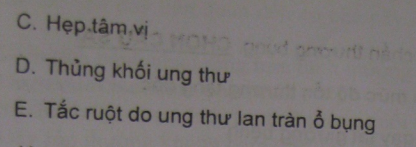 C. Hẹp tâm vị
D. Thủng khối ung thư
E. Tắc ruột do ung thư lan tràn ổ bụng